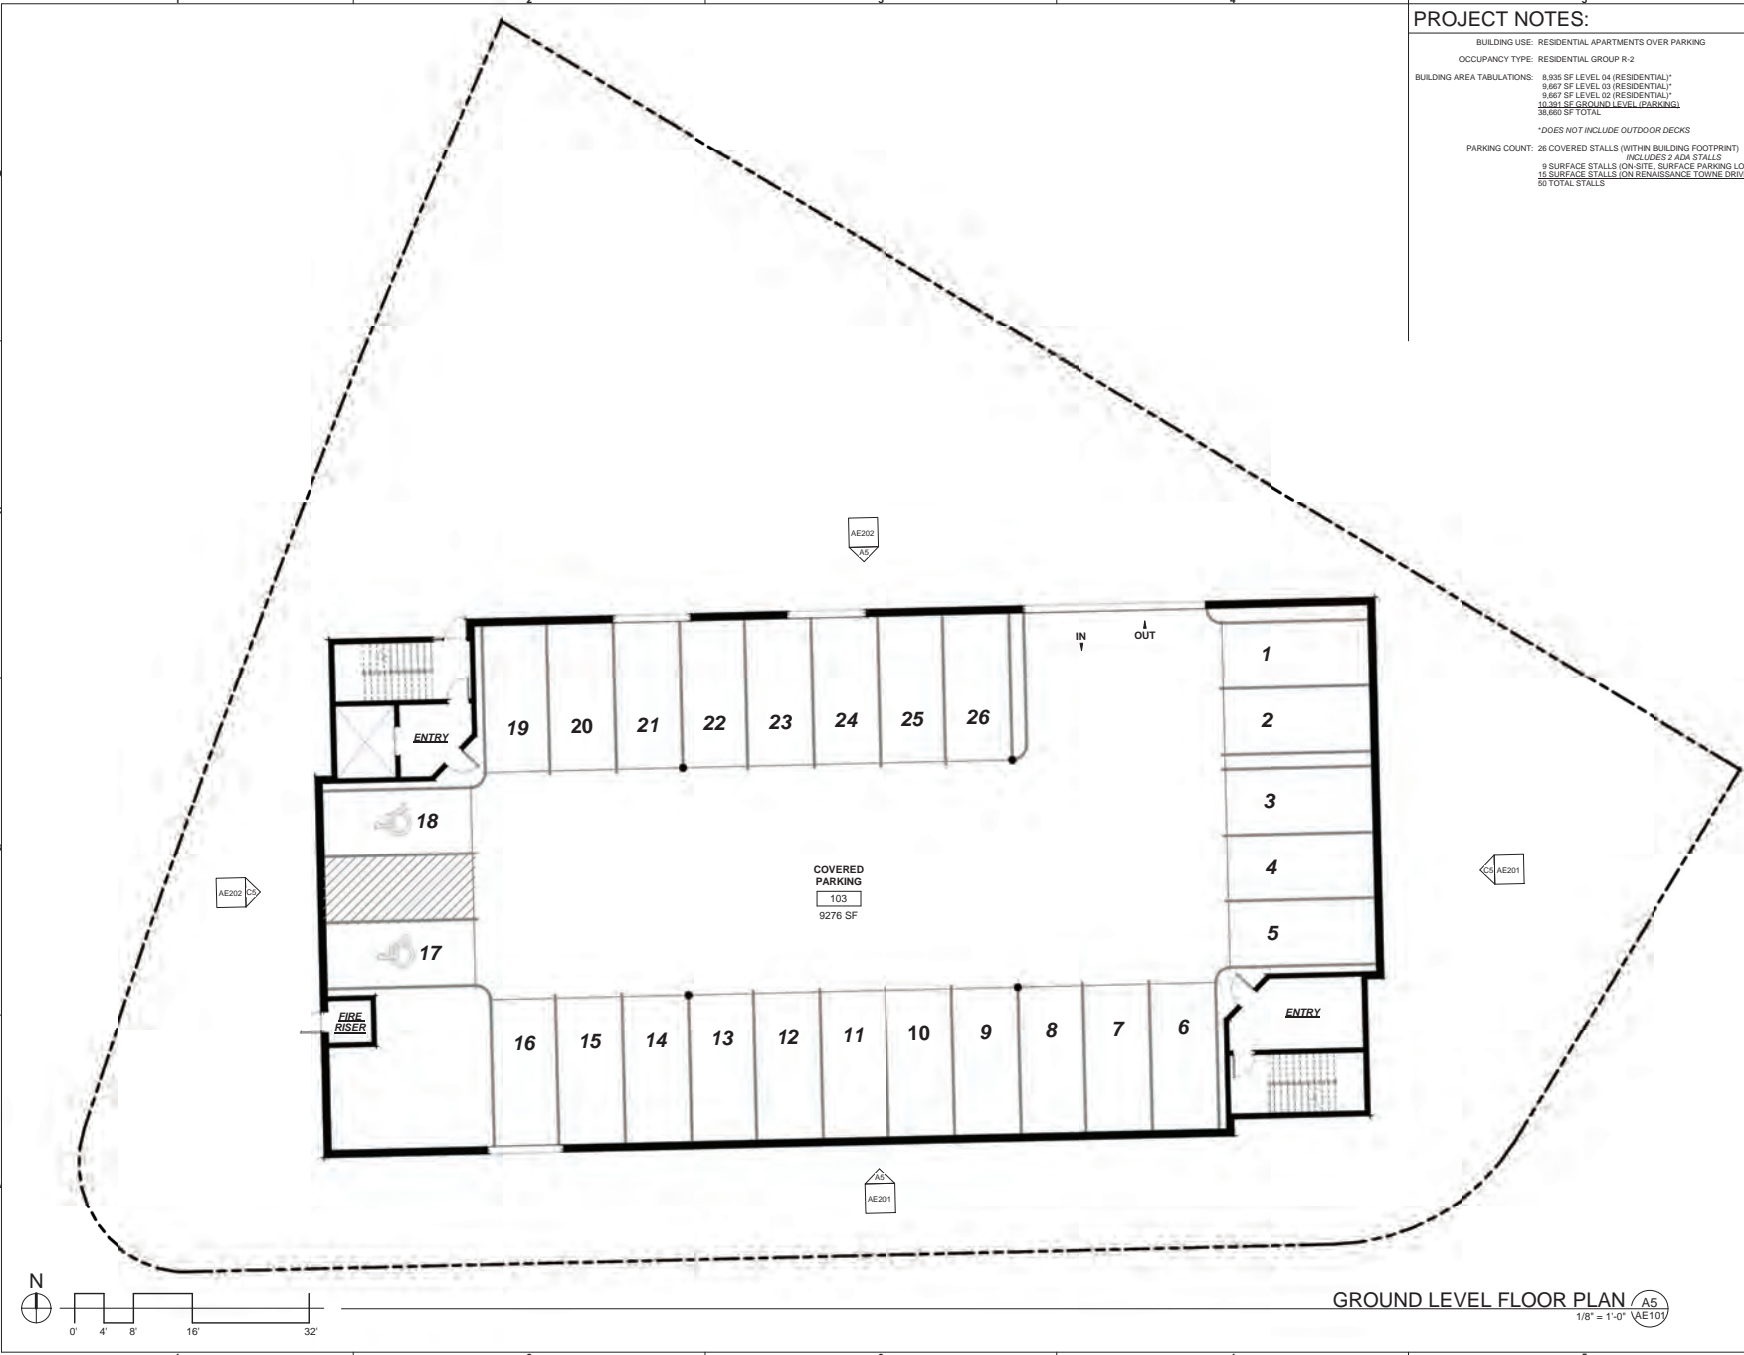 PROJECT NOTES:
BUILDING USE: RESIDENTIAL APARTMENTS OVER PARKING
OCCUPANCY TYPE: RESIDENTIAL GROUP R-2
BUILDING AREA TABULATIONS: 8,935 SF LEVEL 04 (RESIDENTIAL)*
9,667 SF LEVEL 03 (RESIDENTIAL)*
9,667 SF LEVEL 02 (RESIDENTIAL)*
10,391 SF GROUND LEVEL (PARKING)
38,660 SF TOTAL
*DOES NOT INCLUDE OUTDOOR DECKS
PARKING COUNT: 26 COVERED STALLS (WITHIN BUILDING FOOTPRINT)
INCLUDES 2 ADA STALLS
9 SURFACE STALLS (ON-SITE, SURFACE PARKING LO
15 SURFACE STALLS (ON RENAISSANCE TOWNE DRIV
50 TOTAL STALLS
AE202
A5
IN
OUT
1
2
3
4
5
19
20
21
22
23
24
25
26
ENTRY
18
17
COVERED
PARKING
103
9276 SF
AE202 C5
C5 AE201
FIRE
RISER
16
15
14
13
12
11
10
9
8
7
6
ENTRY
A5
AE201
N
0' 4' 8' 16' 32'
GROUND LEVEL FLOOR PLAN A5
1/8" = 1'-0" AE101